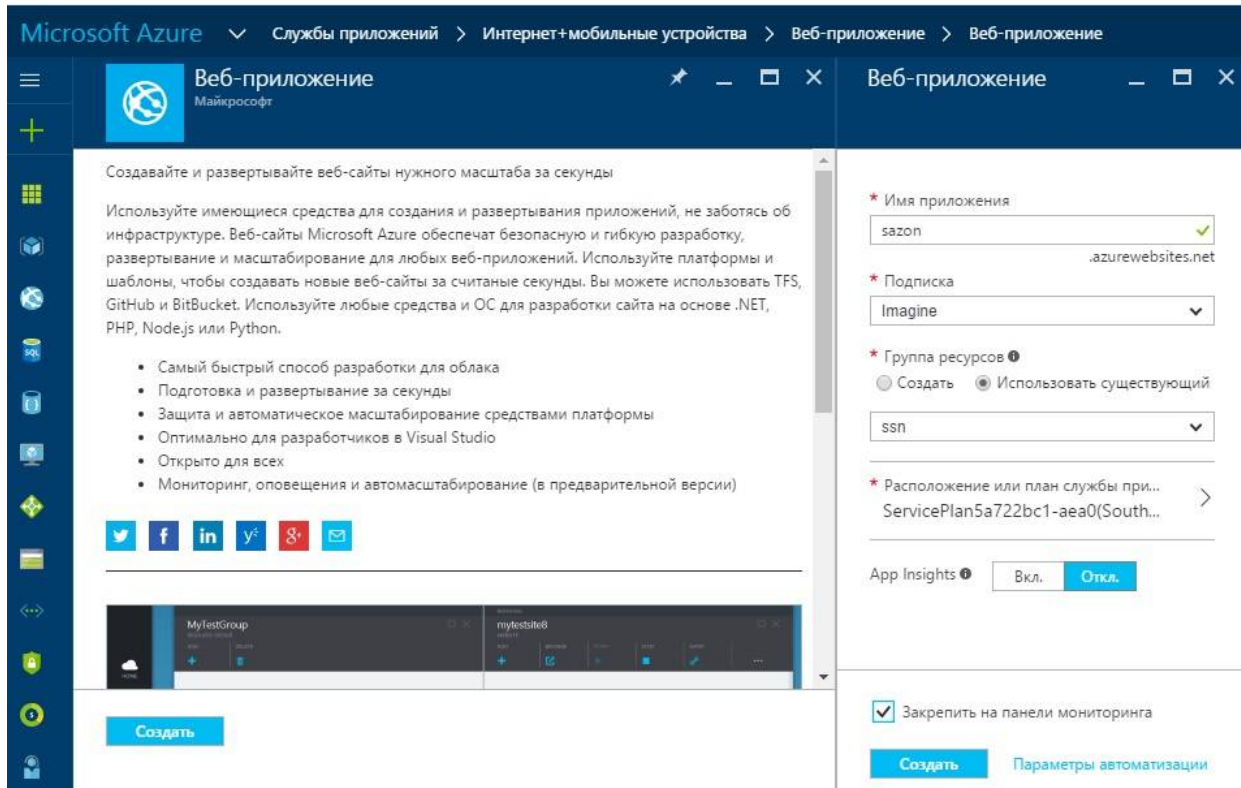 Microsoft Azure Службы приложений > Интернет+мобильные устройства > Веб-приложение > Веб-приложение
Веб-приложение
Майкрософт
Создавайте и развертывайте веб-сайты нужного масштаба за секунды
Используйте имеющиеся средства для создания и развертывания приложений, не заботясь об
инфраструктуре. Веб-сайты Microsoft Azure обеспечат безопасную и гибкую разработку,
развертывание и масштабирование для любых веб-приложений. Используйте платформы и
шаблоны, чтобы создавать новые веб-сайты за считаные секунды. Вы можете использовать TFS,
GitHub и BitBucket. Используйте любые средства и ОС для разработки сайта на основе .NET,
PHP, Node.js или Python.
• Самый быстрый способ разработки для облака
• Подготовка и развертывание за секунды
• Защита и автоматическое масштабирование средствами платформы
• Оптимально для разработчиков в Visual Studio
• Открыто для всех
• Мониторинг, оповещения и автомасштабирование (в предварительной версии)
MyTestGroup
mytestsite8
HOME
Создать
SQL
Веб-приложение
* Имя приложения
sazon
.azurewebsites.net
* Подписка
Imagine
* Группа ресурсов
Создать Использовать существующий
ssn
* Расположение или план службы при...
ServicePlan5a722bc1-aea0(South...
App Insights Вкл. Откл.
Закрепить на панели мониторинга
Создать Параметры автоматизации